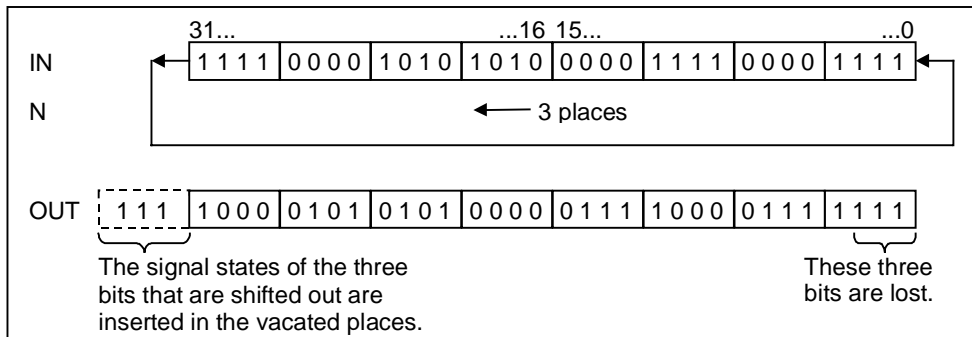 31... ...16 15... ...0
IN 1111 0000 1010 1010 0000 1111 0000 1111
N 3 places
OUT 111 1000 0101 0101 0000 0111 1000 0111 1111
The signal states of the three
bits that are shifted out are
inserted in the vacated places.
These three
bits are lost.